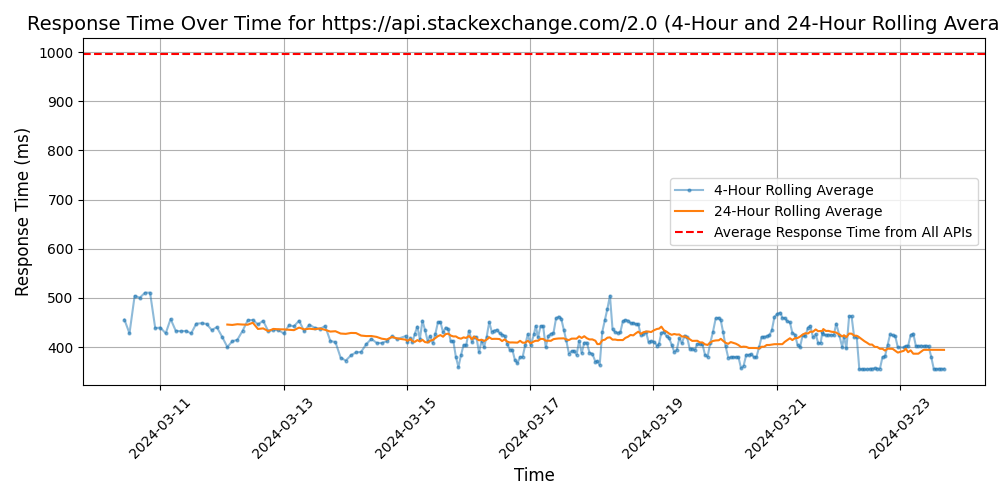 Response Time Over Time for https://api.stackexchange.com/2.0 (4-Hour and 24-Hour Rolling Avera
1000
900
800
700
600
500
400
Response Time (ms)
4-Hour Rolling Average
24-Hour Rolling Average
Average Response Time from All APIs
2024-03-11
2024-03-13
2024-03-15
2024-03-17
2024-03-19
2024-03-21
2024-03-23
Time